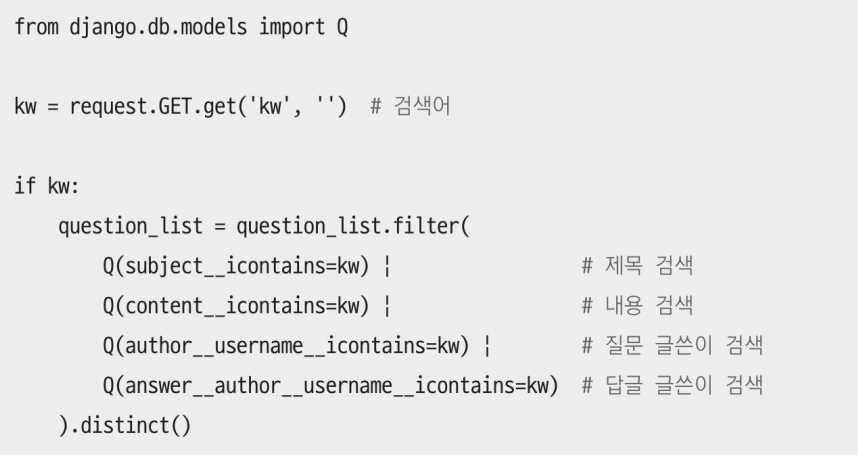 from django.db.models import Q
kw = request.GET.get('kw', '')  # 검색어
if kw:
    question_list = question_list.filter(
        Q(subject__icontains=kw) ¦                 # 제목 검색
        Q(content__icontains=kw) ¦                 # 내용 검색
        Q(author__username__icontains=kw) ¦        # 질문 글쓴이 검색
        Q(answer__author__username__icontains=kw)  # 답글 글쓴이 검색
    ).distinct()